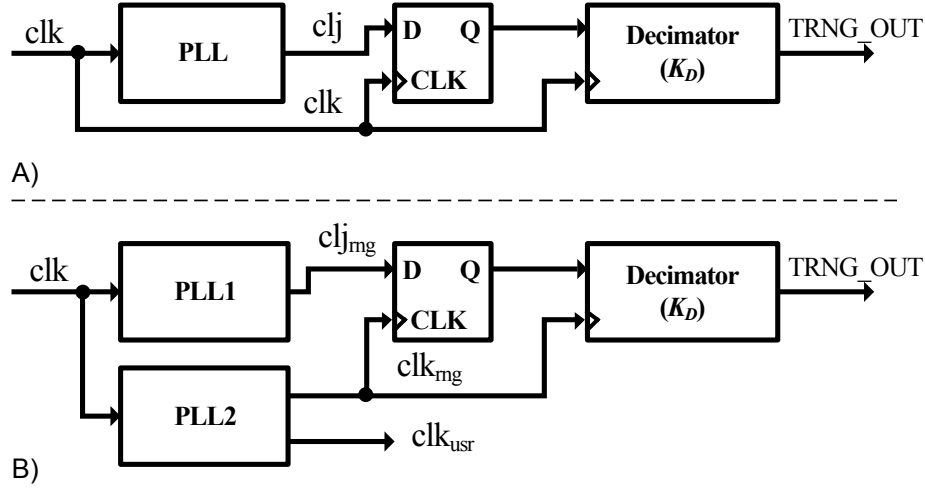 clk
PLL
clj
D Q
CLK
clk
Decimator
(K_D)
TRNG_OUT
A)
clk
PLL1
clj_rng
D Q
CLK
clk_rng
Decimator
(K_D)
TRNG_OUT
PLL2
clk_usr
B)